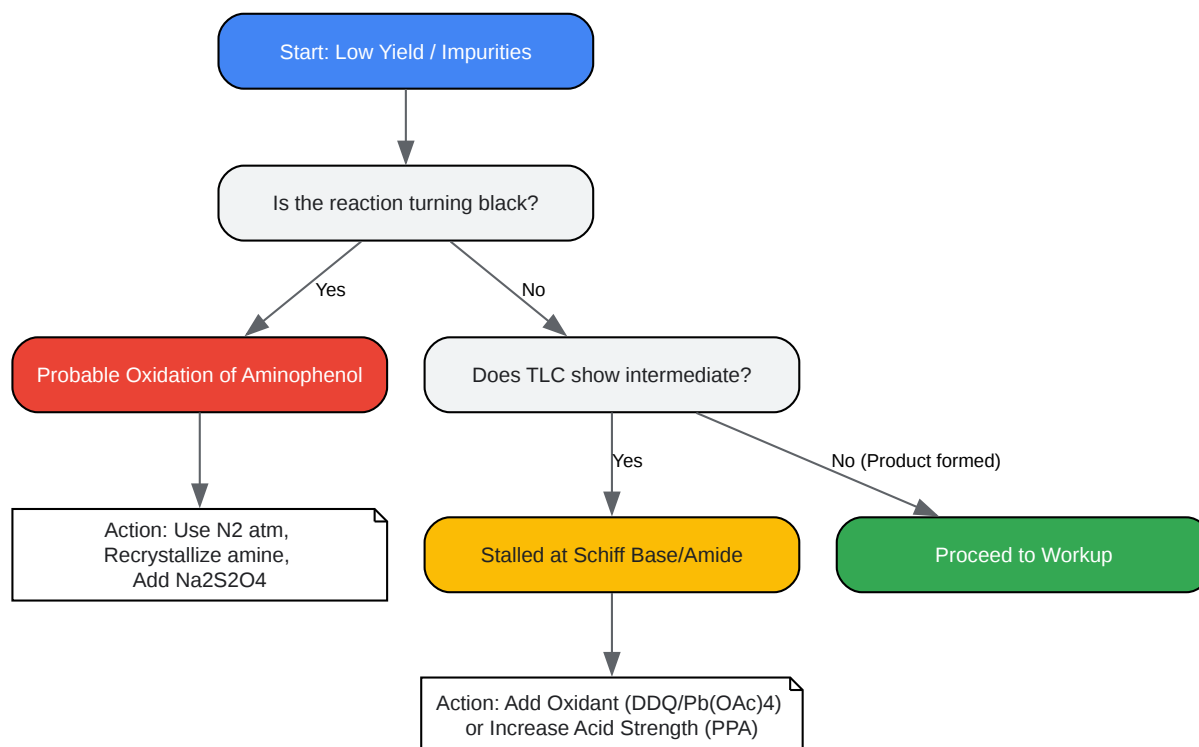 Start: Low Yield / Impurities
Is the reaction turning black?
Yes
No
Probable Oxidation of Aminophenol
Does TLC show intermediate?
Yes
No (Product formed)
Action: Use N2 atm,
Recrystallize amine,
Add Na2S2O4
Stalled at Schiff Base/Amide
Proceed to Workup
Action: Add Oxidant (DDQ/Pb(OAc)4)
or Increase Acid Strength (PPA)